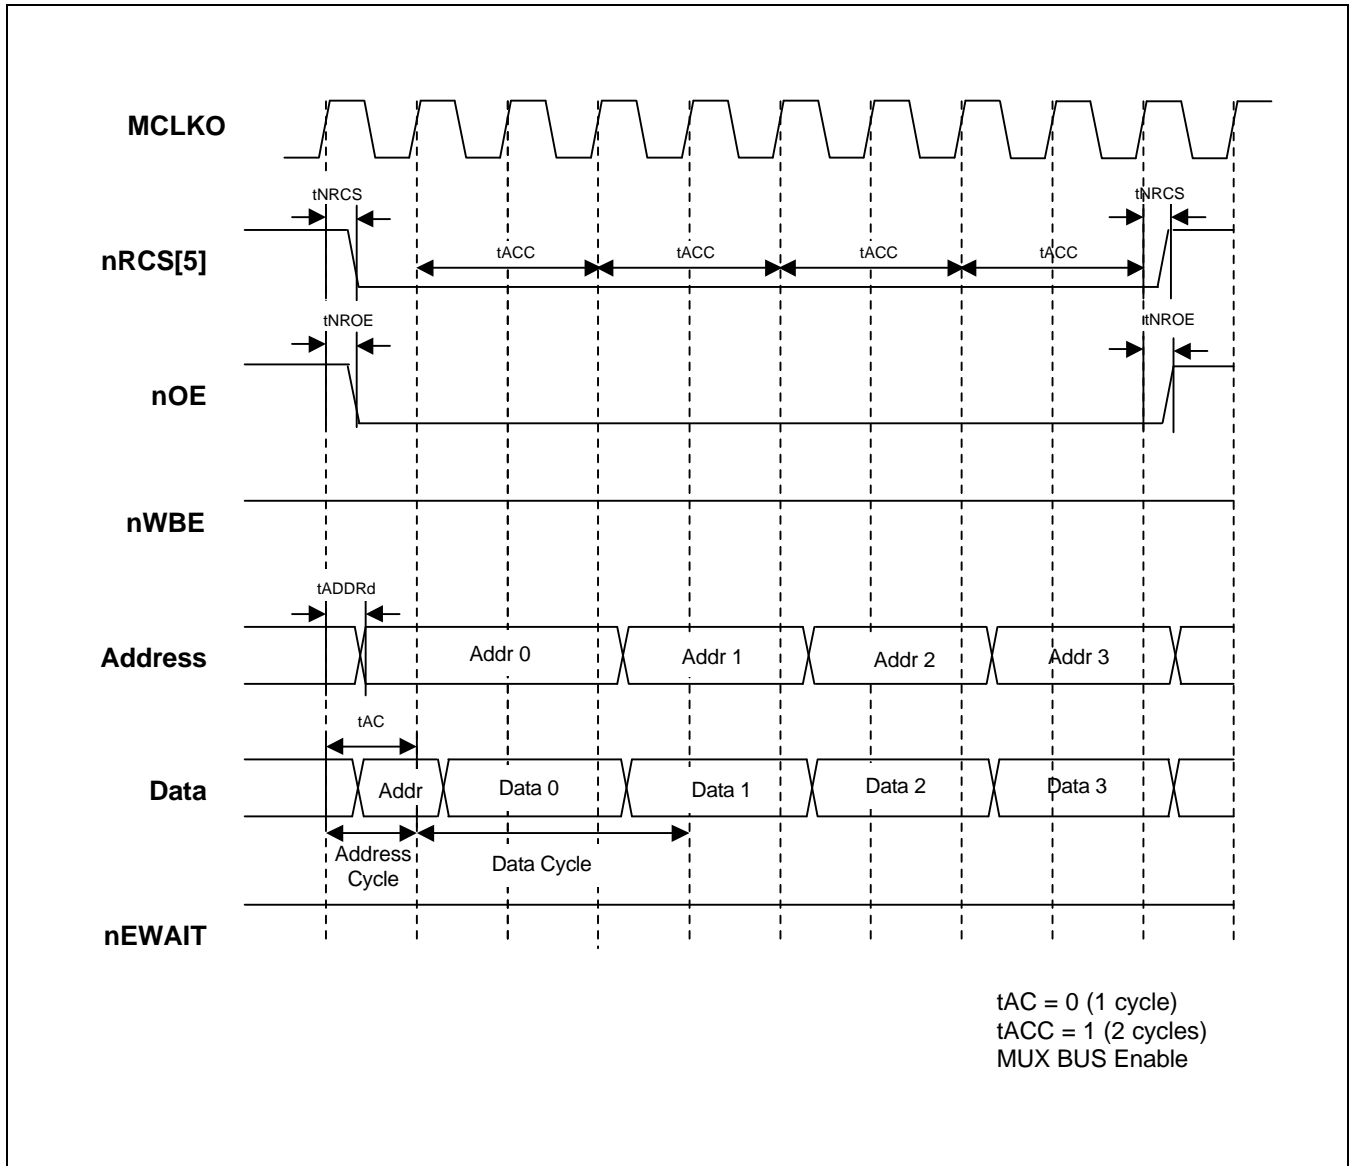 MCLKO
tNRCS
tNRCS
nRCS[5]
tACC
tACC
tACC
tACC
tNROE
tNROE
nOE
nWBE
tADDRd
Address
Addr 0
Addr 1
Addr 2
Addr 3
tAC
Data
Addr
Data 0
Data 1
Data 2
Data 3
Address
Cycle
Data Cycle
nEWAIT
tAC = 0 (1 cycle)
tACC = 1 (2 cycles)
MUX BUS Enable